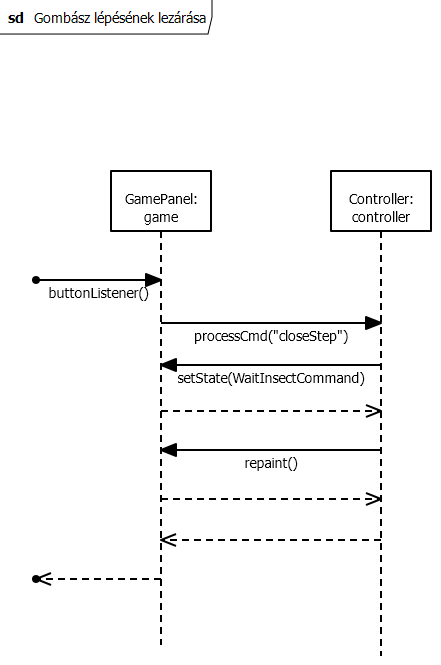 sd Gombász lépésének lezárása
GamePanel:
game
Controller:
controller
buttonListener()
processCmd("closeStep")
setState(WaitInsectCommand)
repaint()